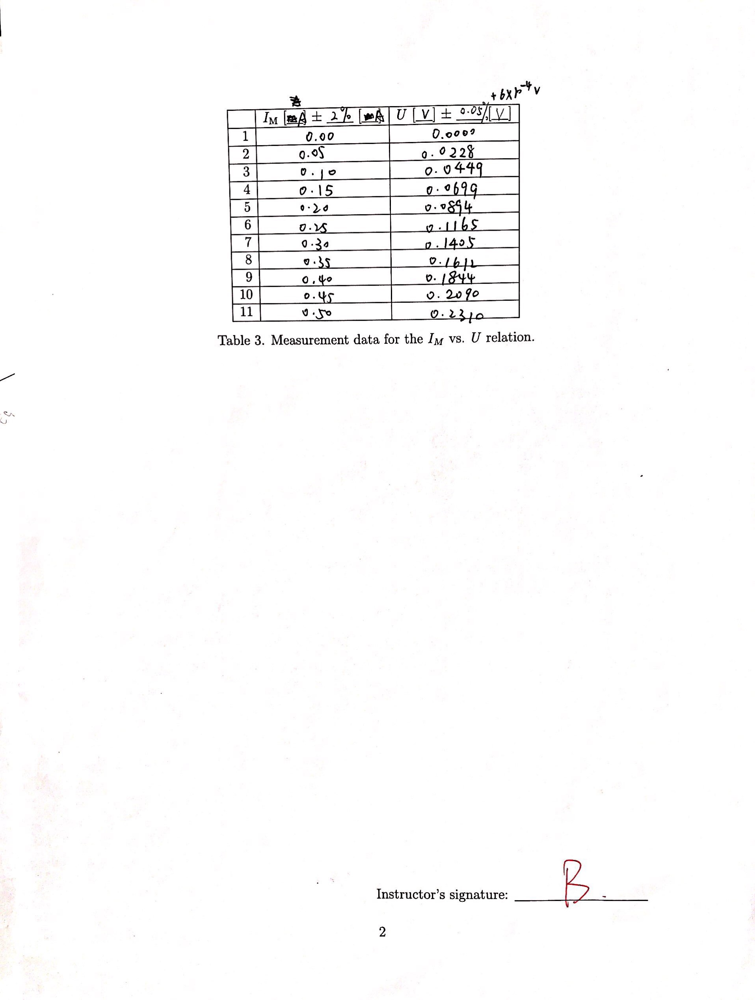 + 6×10⁻⁴ V
I_M [A] ± 2% [A] U [V] ± 0.05% [V]
1 0.00 0.0000
2 0.05 0.0228
3 0.10 0.0449
4 0.15 0.0699
5 0.20 0.0894
6 0.25 0.1165
7 0.30 0.1405
8 0.35 0.1612
9 0.40 0.1844
10 0.45 0.2090
11 0.50 0.2310
Table 3. Measurement data for the I_M vs. U relation.
Instructor's signature: B.
2